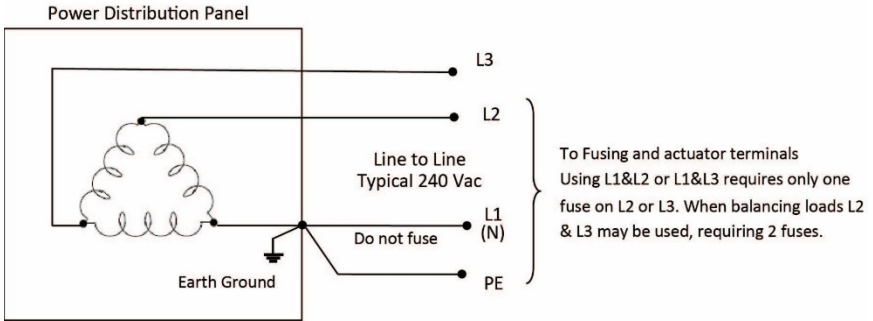 Power Distribution Panel
L3
L2
Line to Line
Typical 240 Vac
L1
(N)
Do not fuse
PE
Earth Ground
To Fusing and actuator terminals
Using L1&L2 or L1&L3 requires only one
fuse on L2 or L3. When balancing loads L2
& L3 may be used, requiring 2 fuses.